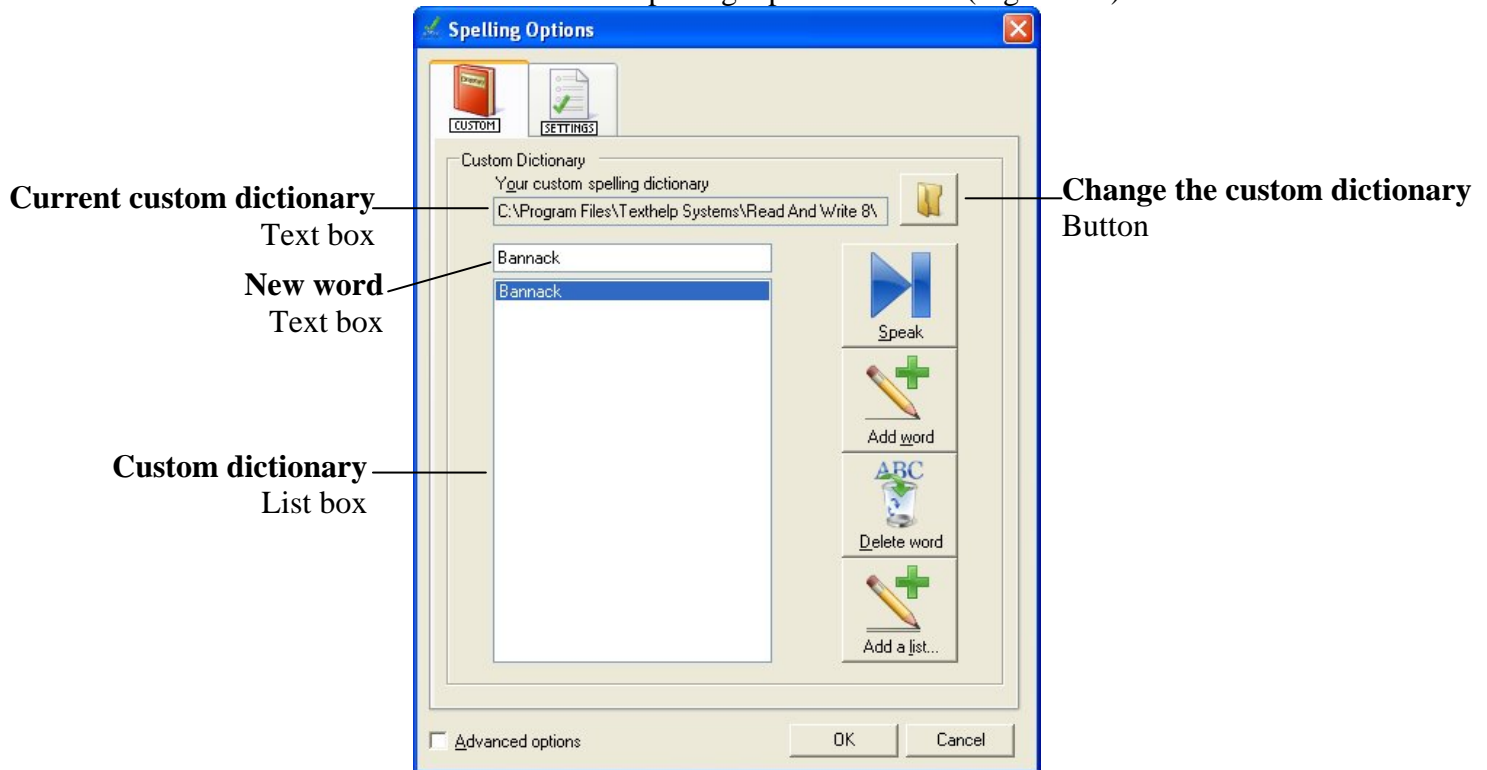 Spelling Options
CUSTOM
SETTINGS
Custom Dictionary
Your custom spelling dictionary
C:\Program Files\Texthelp Systems\Read And Write 8\
Current custom dictionary
Text box
Change the custom dictionary
Button
Bannack
New word
Text box
Bannack
Speak
Add word
Custom dictionary
List box
ABC
Delete word
Add a list...
Advanced options
OK
Cancel